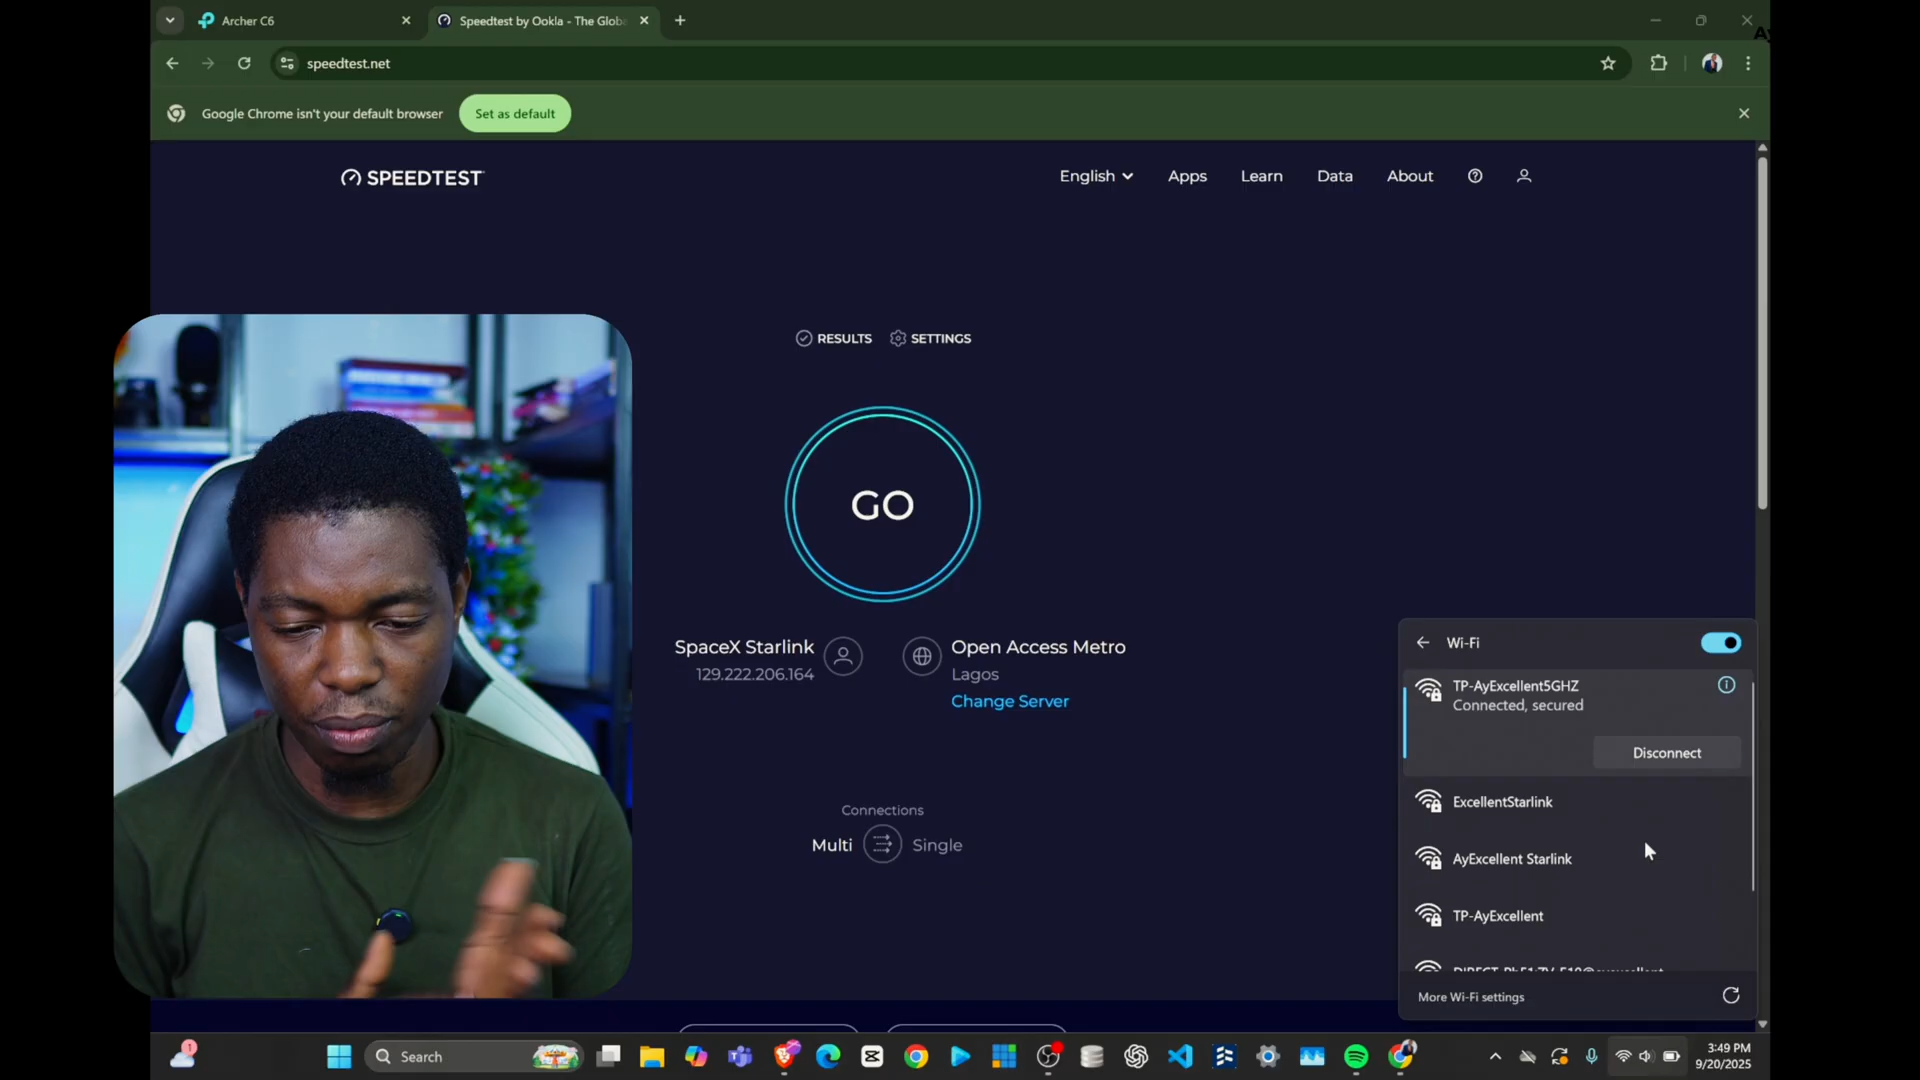 Archer C6
Speedtest by Ookla - The Globa
speedtest.net
Google Chrome isn't your default browser
Set as default
SPEEDTEST
English
Apps
Learn
Data
About
RESULTS
SETTINGS
GO
SpaceX Starlink
129.222.206.164
Open Access Metro
Lagos
Change Server
Connections
Multi
Single
Wi-Fi
TP-AyExcellent5GHZ
Connected, secured
Disconnect
ExcellentStarlink
AyExcellent Starlink
TP-AyExcellent
More Wi-Fi settings
1
Search
3:49 PM
9/20/2025